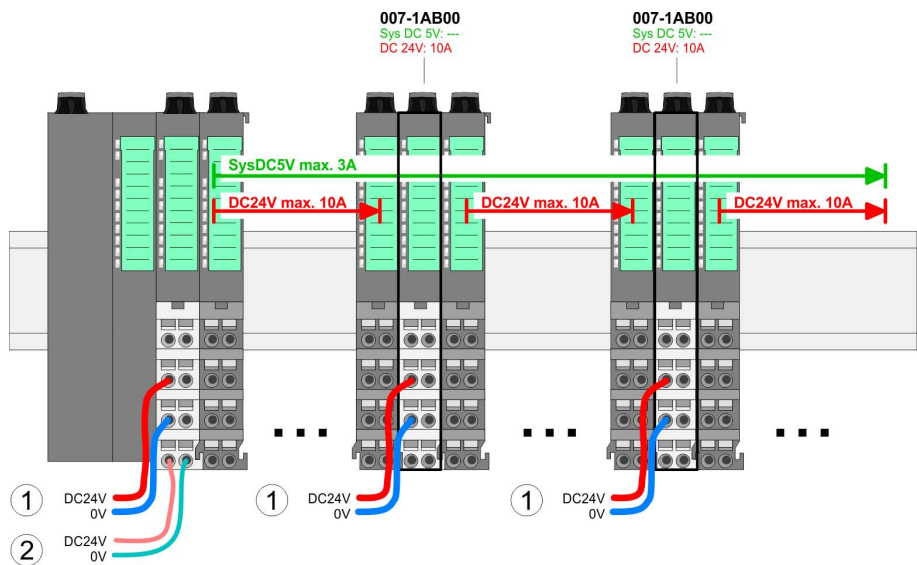 007-1AB00
Sys DC 5V: ---
DC 24V: 10A
007-1AB00
Sys DC 5V: ---
DC 24V: 10A
SysDC5V max. 3A
DC24V max. 10A
DC24V max. 10A
DC24V max. 10A
1 DC24V
0V
2 DC24V
0V
1 DC24V
0V
1 DC24V
0V